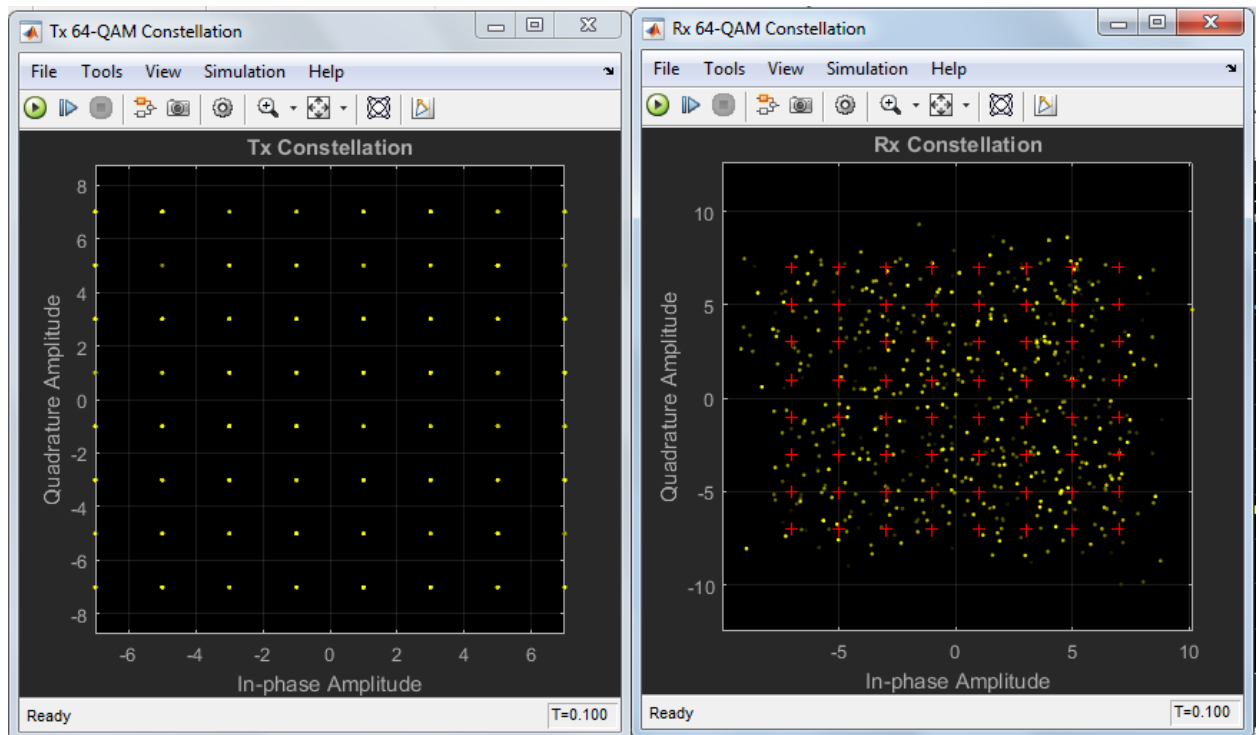 Tx 64-QAM Constellation
File Tools View Simulation Help
Tx Constellation
8
6
4
2
0
-2
-4
-6
-8
Quadrature Amplitude
-6 -4 -2 0 2 4 6
In-phase Amplitude
Ready T=0.100
Rx 64-QAM Constellation
File Tools View Simulation Help
Rx Constellation
10
5
0
-5
-10
Quadrature Amplitude
-5 0 5 10
In-phase Amplitude
Ready T=0.100